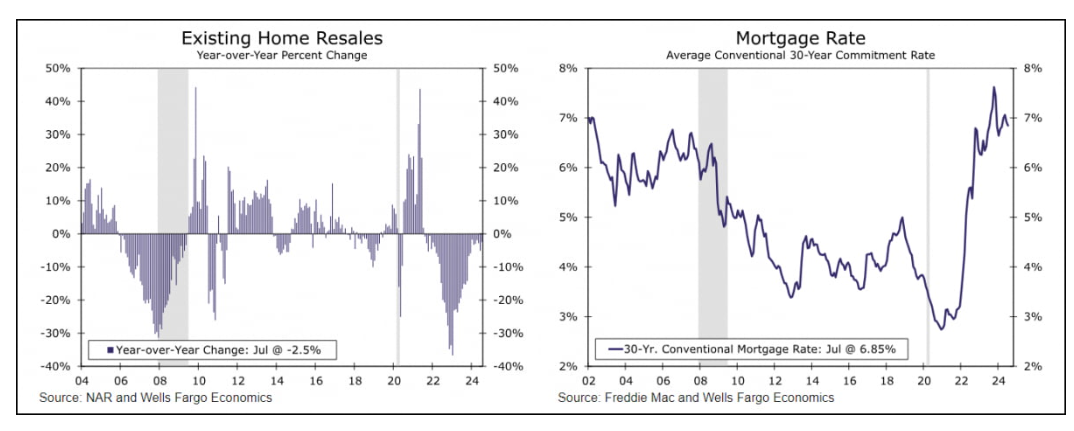 Existing Home Resales
Year-over-Year Percent Change
50% 50%
40% 40%
30% 30%
20% 20%
10% 10%
0% 0%
-10% -10%
-20% -20%
-30% -30%
-40% -40%
Year-over-Year Change: Jul @ -2.5%
04 06 08 10 12 14 16 18 20 22 24
Source: NAR and Wells Fargo Economics
Mortgage Rate
Average Conventional 30-Year Commitment Rate
8% 8%
7% 7%
6% 6%
5% 5%
4% 4%
3% 3%
2% 2%
30-Yr. Conventional Mortgage Rate: Jul @ 6.85%
02 04 06 08 10 12 14 16 18 20 22 24
Source: Freddie Mac and Wells Fargo Economics